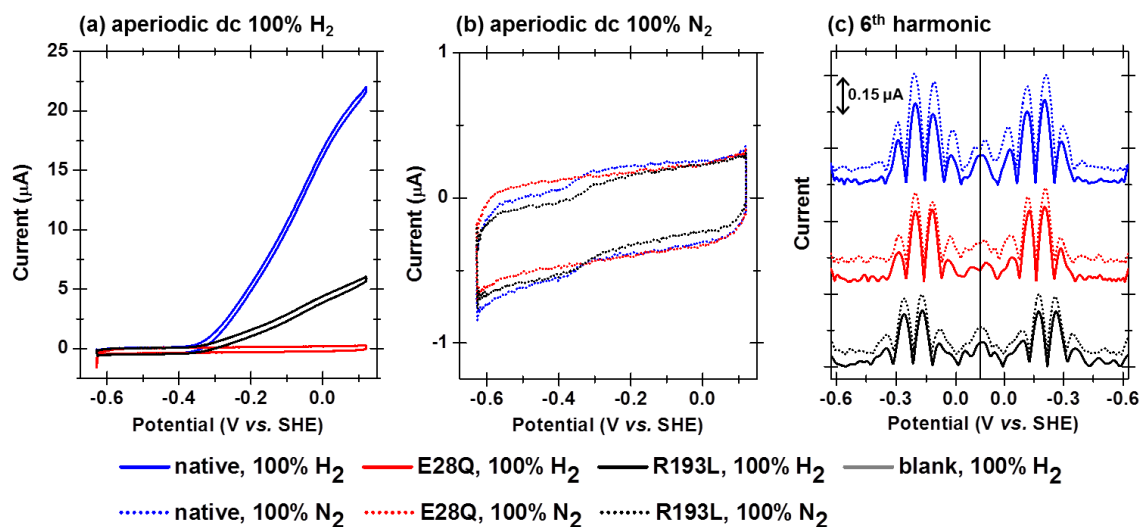 (a) aperiodic dc 100% H₂
(b) aperiodic dc 100% N₂
(c) 6th harmonic
25
20
15
10
5
0
Current (μA)
-0.6 -0.4 -0.2 0.0
Potential (V vs. SHE)
1
0
-1
Current (μA)
-0.6 -0.4 -0.2 0.0
Potential (V vs. SHE)
0.15 μA
Current
-0.6 -0.3 0.0 0.0 -0.3 -0.6
Potential (V vs. SHE)
native, 100% H₂ E28Q, 100% H₂ R193L, 100% H₂ blank, 100% H₂
native, 100% N₂ E28Q, 100% N₂ R193L, 100% N₂